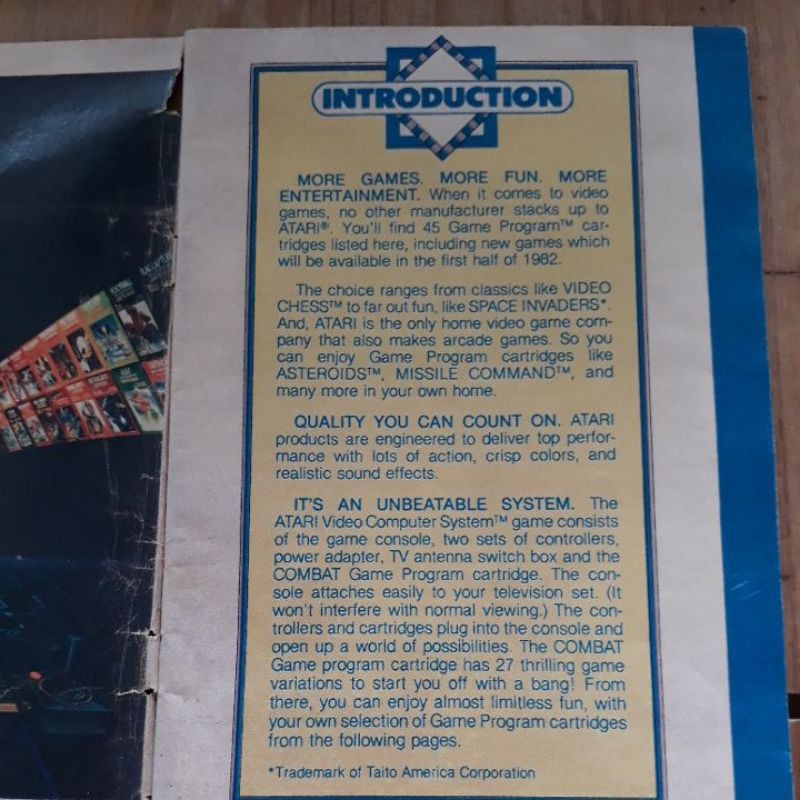 INTRODUCTION
MORE GAMES. MORE FUN. MORE
ENTERTAINMENT. When it comes to video
games, no other manufacturer stacks up to
ATARI®. You'll find 45 Game Program™ car-
tridges listed here, including new games which
will be available in the first half of 1982.
The choice ranges from classics like VIDEO
CHESS™ to far out fun, like SPACE INVADERS*.
And, ATARI is the only home video game com-
pany that also makes arcade games. So you
can enjoy Game Program cartridges like
ASTEROIDS™, MISSILE COMMAND™, and
many more in your own home.
QUALITY YOU CAN COUNT ON. ATARI
products are engineered to deliver top perfor-
mance with lots of action, crisp colors, and
realistic sound effects.
IT'S AN UNBEATABLE SYSTEM. The
ATARI Video Computer System™ game consists
of the game console, two sets of controllers,
power adapter, TV antenna switch box and the
COMBAT Game Program cartridge. The con-
sole attaches easily to your television set. (It
won't interfere with normal viewing.) The con-
trollers and cartridges plug into the console and
open up a world of possibilities. The COMBAT
Game program cartridge has 27 thrilling game
variations to start you off with a bang! From
there, you can enjoy almost limitless fun, with
your own selection of Game Program cartridges
from the following pages.
*Trademark of Taito America Corporation